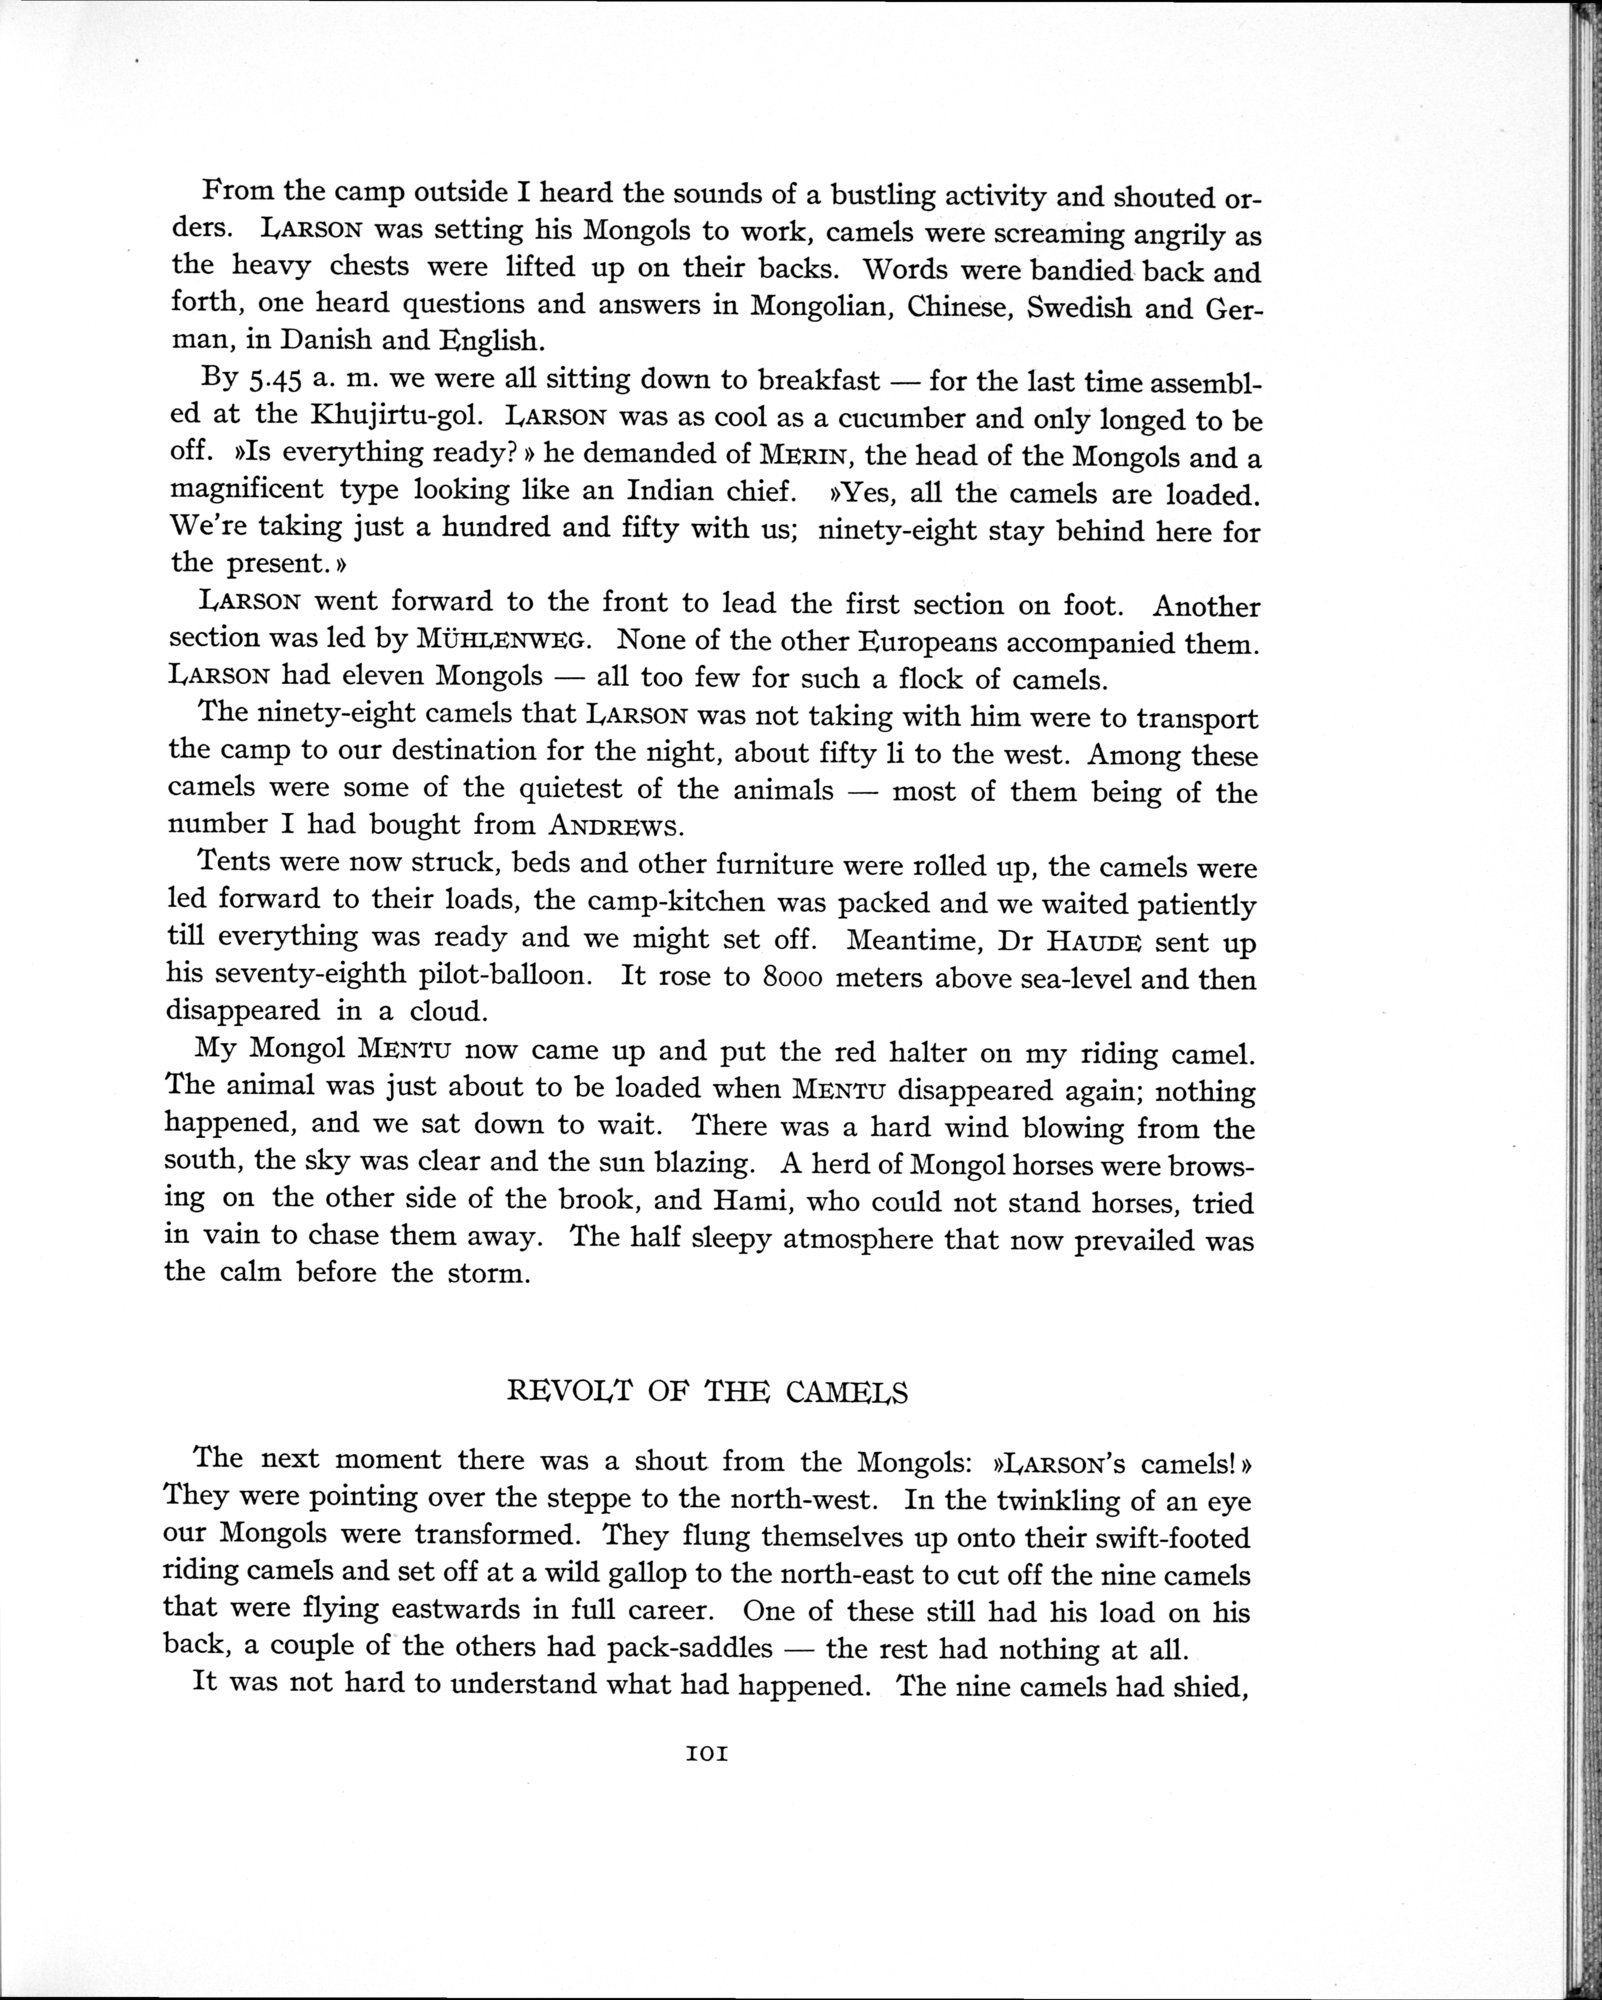 From the camp outside I heard the sounds of a bustling activity and shouted or-
ders. LARSON was setting his Mongols to work, camels were screaming angrily as
the heavy chests were lifted up on their backs. Words were bandied back and
forth, one heard questions and answers in Mongolian, Chinese, Swedish and Ger-
man, in Danish and English.
By 5.45 a. m. we were all sitting down to breakfast — for the last time assembl-
ed at the Khujirtu-gol. LARSON was as cool as a cucumber and only longed to be
off. »Is everything ready?» he demanded of MERIN, the head of the Mongols and a
magnificent type looking like an Indian chief. »Yes, all the camels are loaded.
We're taking just a hundred and fifty with us; ninety-eight stay behind here for
the present.»
LARSON went forward to the front to lead the first section on foot. Another
section was led by MÜHLENWEG. None of the other Europeans accompanied them.
LARSON had eleven Mongols — all too few for such a flock of camels.
The ninety-eight camels that LARSON was not taking with him were to transport
the camp to our destination for the night, about fifty li to the west. Among these
camels were some of the quietest of the animals — most of them being of the
number I had bought from ANDREWS.
Tents were now struck, beds and other furniture were rolled up, the camels were
led forward to their loads, the camp-kitchen was packed and we waited patiently
till everything was ready and we might set off. Meantime, Dr HAUDE sent up
his seventy-eighth pilot-balloon. It rose to 8000 meters above sea-level and then
disappeared in a cloud.
My Mongol MENTU now came up and put the red halter on my riding camel.
The animal was just about to be loaded when MENTU disappeared again; nothing
happened, and we sat down to wait. There was a hard wind blowing from the
south, the sky was clear and the sun blazing. A herd of Mongol horses were brows-
ing on the other side of the brook, and Hami, who could not stand horses, tried
in vain to chase them away. The half sleepy atmosphere that now prevailed was
the calm before the storm.
REVOLT OF THE CAMELS
The next moment there was a shout from the Mongols: »LARSON's camels!»
They were pointing over the steppe to the north-west. In the twinkling of an eye
our Mongols were transformed. They flung themselves up onto their swift-footed
riding camels and set off at a wild gallop to the north-east to cut off the nine camels
that were flying eastwards in full career. One of these still had his load on his
back, a couple of the others had pack-saddles — the rest had nothing at all.
It was not hard to understand what had happened. The nine camels had shied,
101